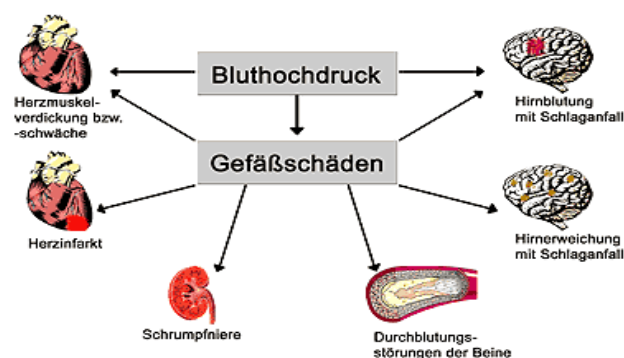 Bluthochdruck
Herzmuskel-
verdickung bzw.
-schwäche
Hirnblutung
mit Schlaganfall
Gefäßschäden
Herzinfarkt
Hirnerweichung
mit Schlaganfall
Schrumpfniere
Durchblutungs-
störungen der Beine